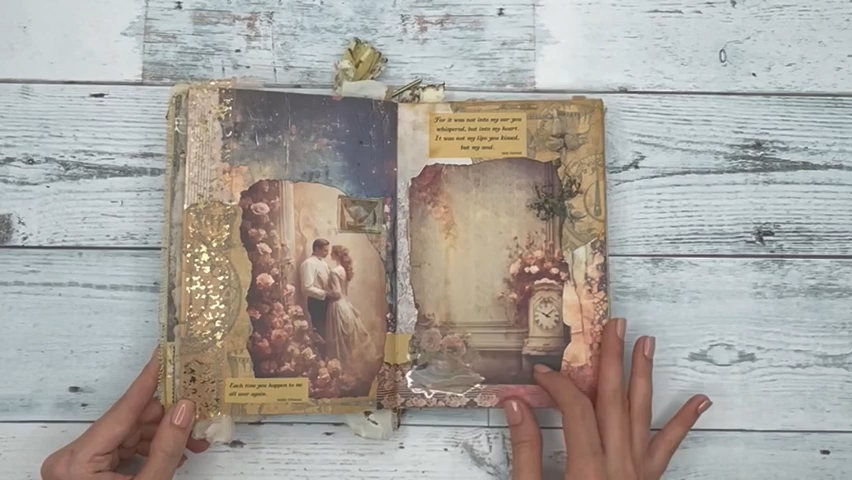 For it was not into my ear you
whispered, but into my heart.
It was not my lips you kissed,
but my soul.
Each time you happen to me
all over again.